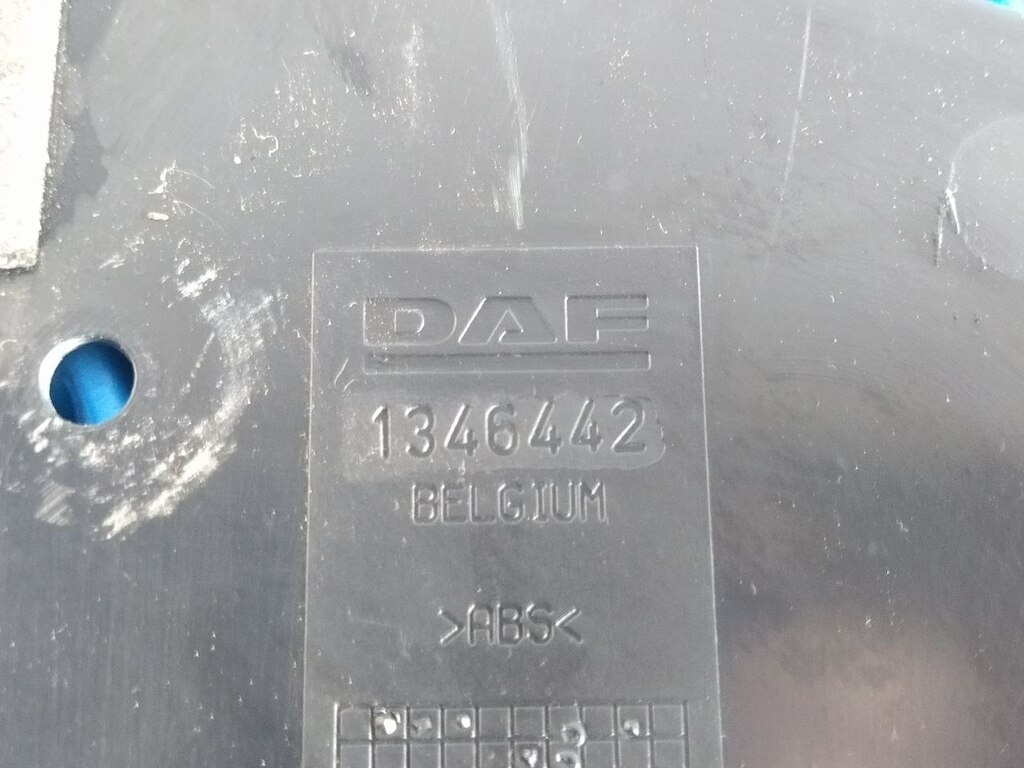 DAF
1346442
BELGIUM
>ABS<